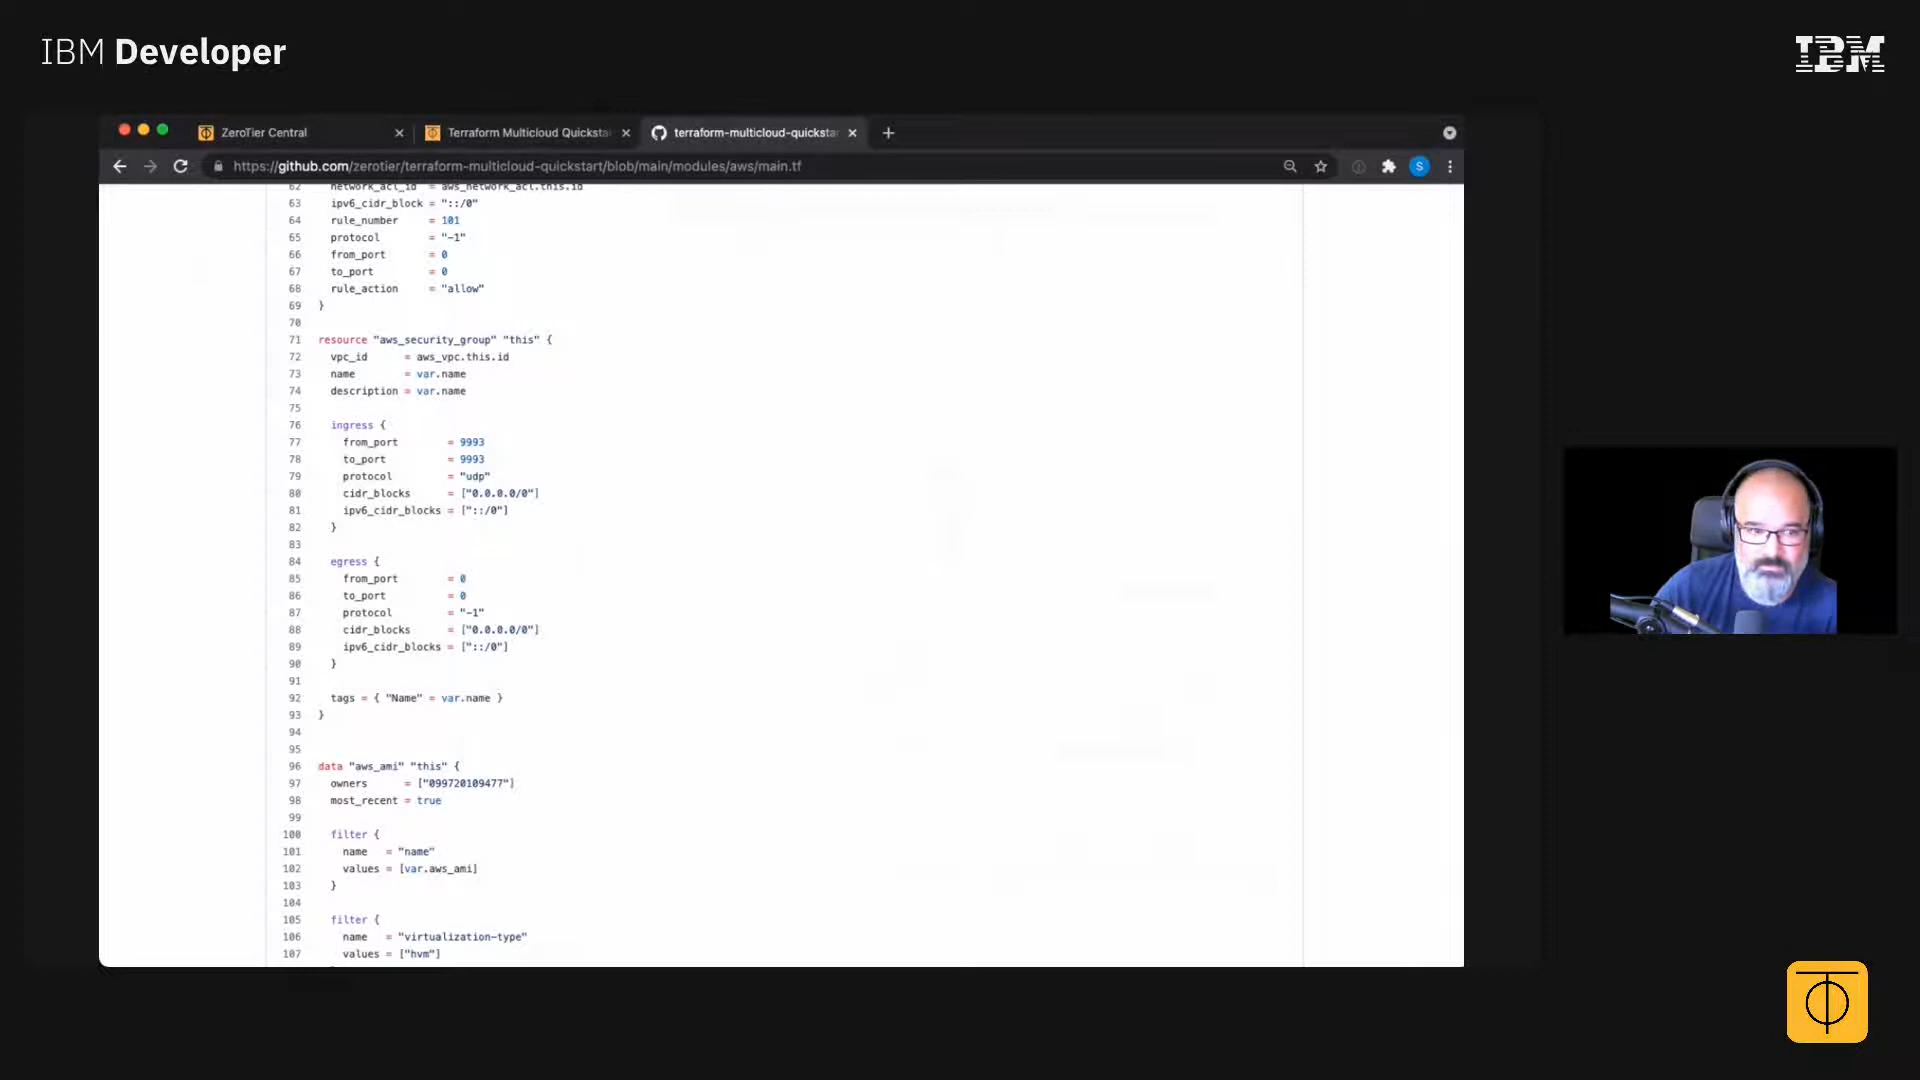 IBM Developer
IBM
ZeroTier Central
Terraform Multicloud Quicksta
terraform-multicloud-quicksta
https://github.com/zerotier/terraform-multicloud-quickstart/blob/main/modules/aws/main.tf
S
62 network_acl_id = aws_network_acl.this.id
63 ipv6_cidr_block = "::/0"
64 rule_number = 101
65 protocol = "-1"
66 from_port = 0
67 to_port = 0
68 rule_action = "allow"
69 }
70
71 resource "aws_security_group" "this" {
72 vpc_id = aws_vpc.this.id
73 name = var.name
74 description = var.name
75
76 ingress {
77 from_port = 9993
78 to_port = 9993
79 protocol = "udp"
80 cidr_blocks = ["0.0.0.0/0"]
81 ipv6_cidr_blocks = ["::/0"]
82 }
83
84 egress {
85 from_port = 0
86 to_port = 0
87 protocol = "-1"
88 cidr_blocks = ["0.0.0.0/0"]
89 ipv6_cidr_blocks = ["::/0"]
90 }
91
92 tags = { "Name" = var.name }
93 }
94
95
96 data "aws_ami" "this" {
97 owners = ["099720109477"]
98 most_recent = true
99
100 filter {
101 name = "name"
102 values = [var.aws_ami]
103 }
104
105 filter {
106 name = "virtualization-type"
107 values = ["hvm"]